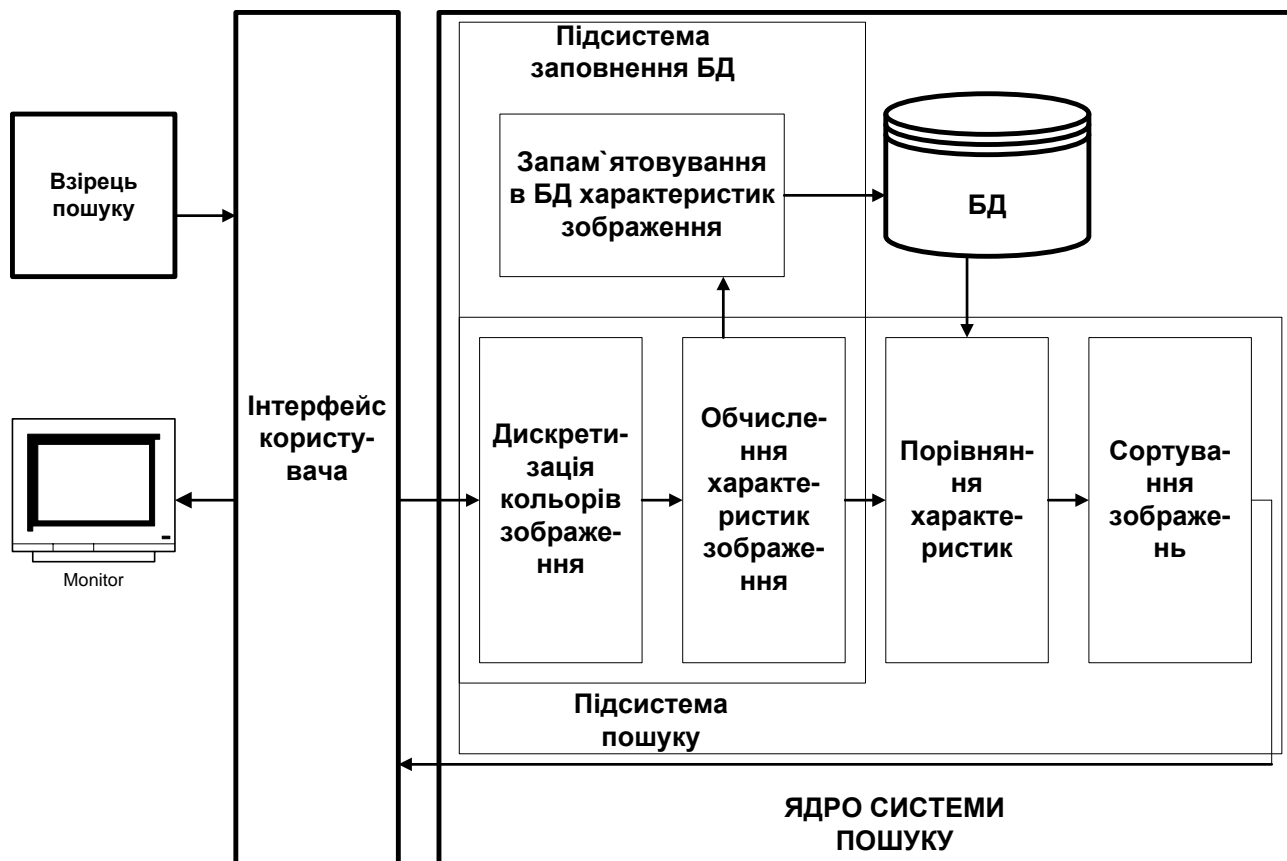 Підсистема
заповнення БД
Взірець
пошуку
Запам`ятовування
в БД характеристик
зображення
БД
Інтерфейс
користу-
вача
Дискрети-
зація
кольорів
зображе-
ння
Обчисле-
ння
характе-
ристик
зображе-
ння
Порівнян-
ня
характе-
ристик
Сортува-
ння
зображе-
нь
Monitor
Підсистема
пошуку
ЯДРО СИСТЕМИ
ПОШУКУ